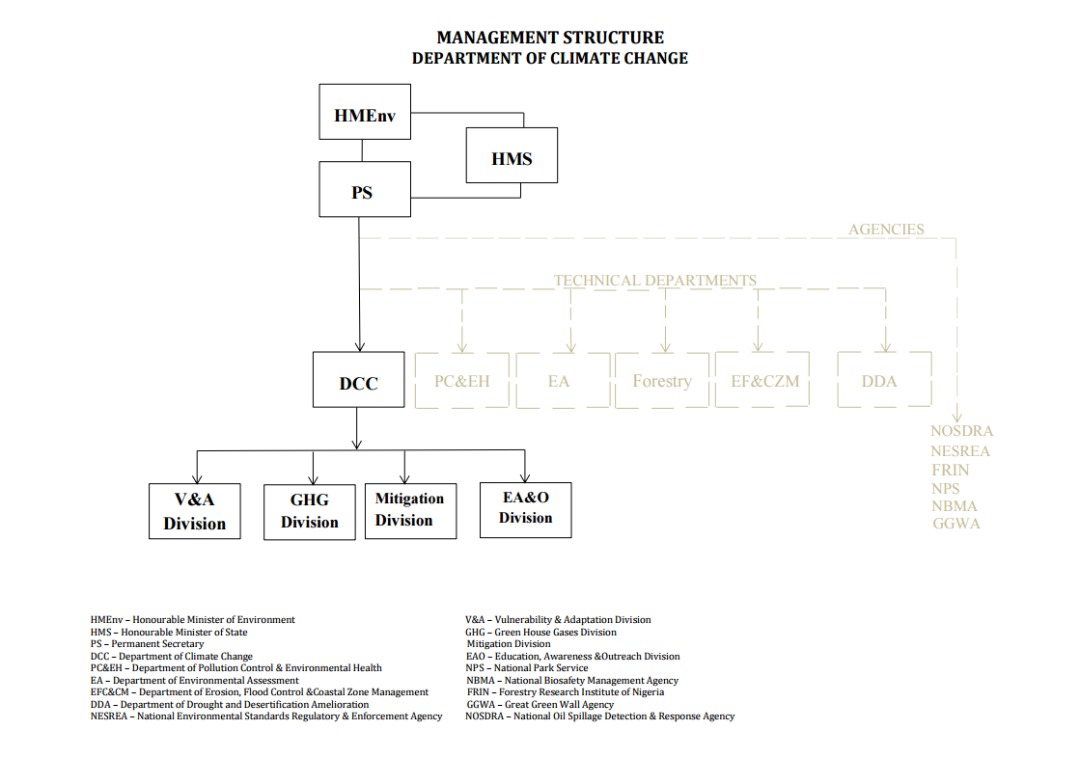 MANAGEMENT STRUCTURE
DEPARTMENT OF CLIMATE CHANGE
HMEnv
HMS
PS
AGENCIES
TECHNICAL DEPARTMENTS
DCC
PC&EH
EA
Forestry
EF&CZM
DDA
NOSDRA
NESREA
FRIN
NPS
NBMA
GGWA
V&A
Division
GHG
Division
Mitigation
Division
EA&O
Division
HMEnv – Honourable Minister of Environment
HMS – Honourable Minister of State
PS – Permanent Secretary
DCC – Department of Climate Change
PC&EH – Department of Pollution Control & Environmental Health
EA – Department of Environmental Assessment
EFC&CM – Department of Erosion, Flood Control &Coastal Zone Management
DDA – Department of Drought and Desertification Amelioration
NESREA – National Environmental Standards Regulatory & Enforcement Agency
V&A – Vulnerability & Adaptation Division
GHG – Green House Gases Division
Mitigation Division
EAO – Education, Awareness &Outreach Division
NPS – National Park Service
NBMA – National Biosafety Management Agency
FRIN – Forestry Research Institute of Nigeria
GGWA – Great Green Wall Agency
NOSDRA – National Oil Spillage Detection & Response Agency